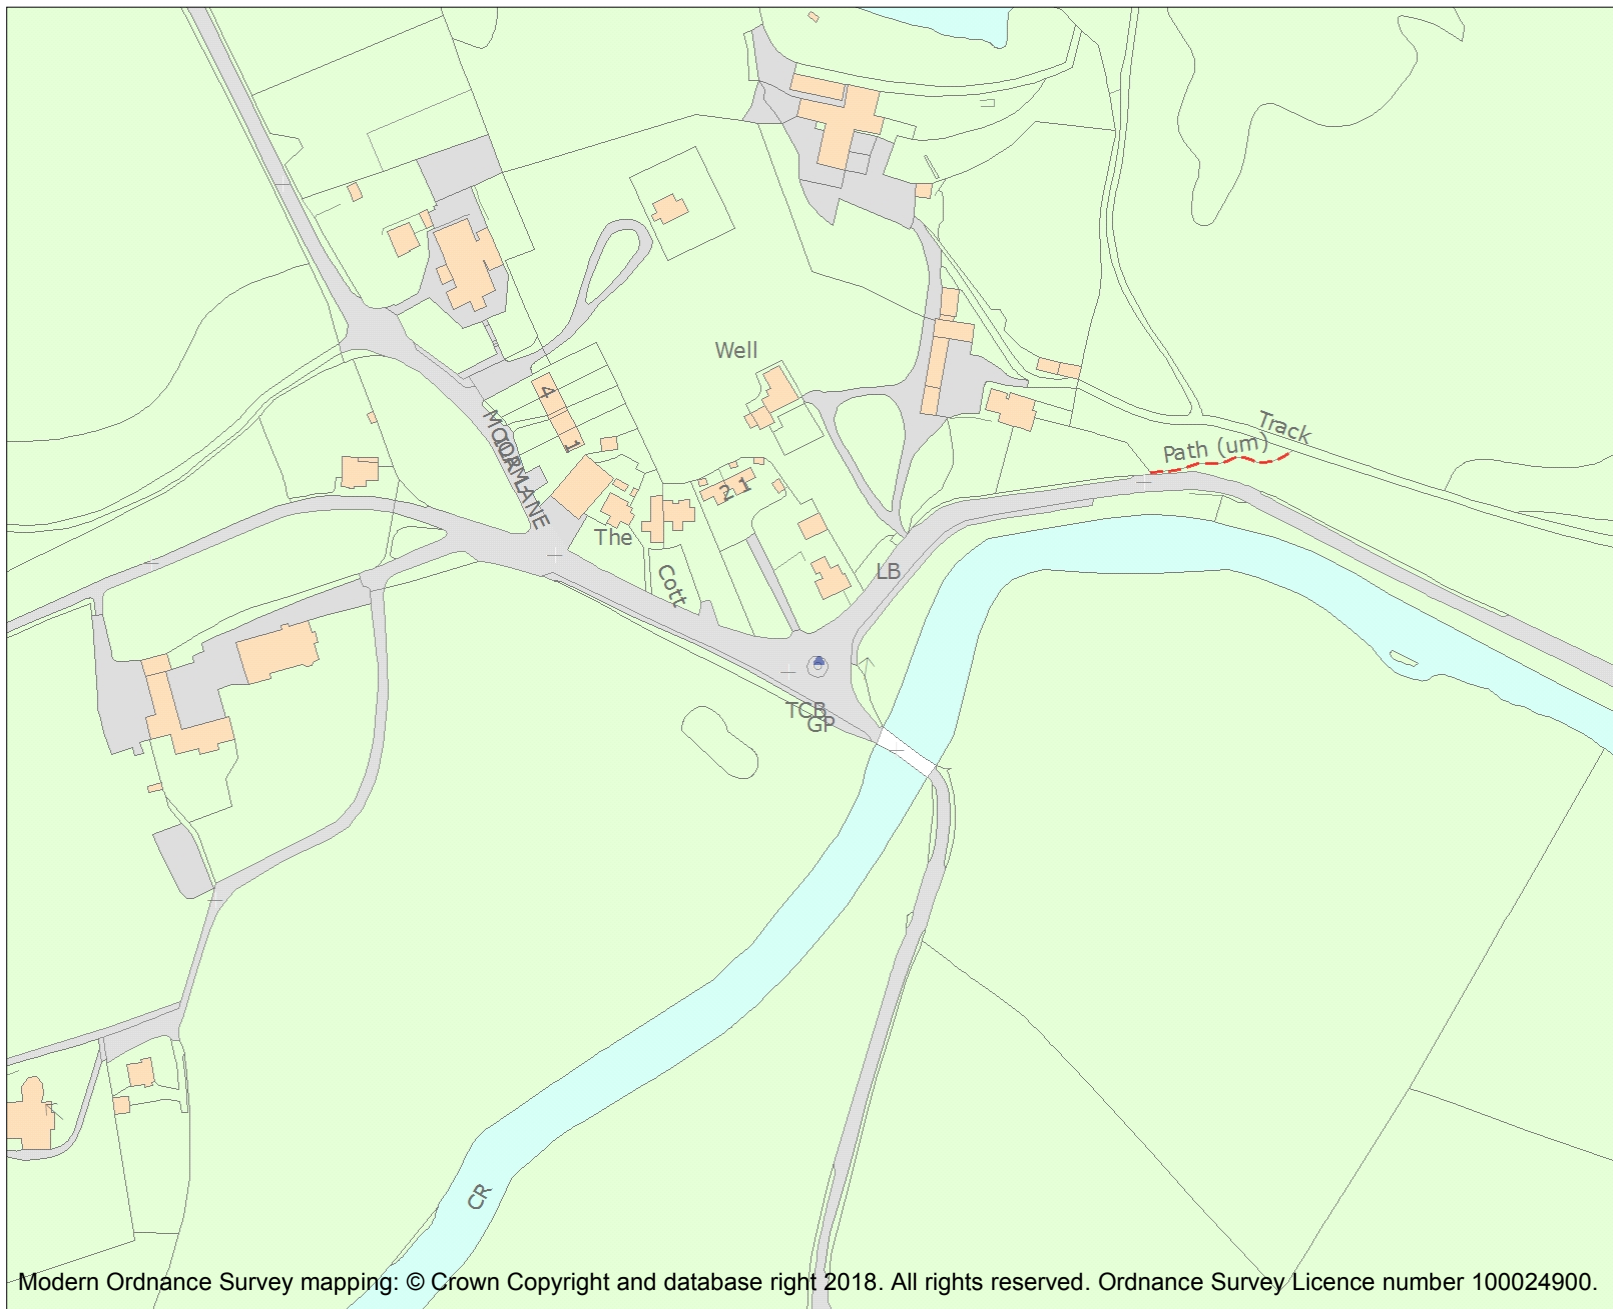 Well
4
1
MOOR LANE
Track
Path (um)
2 1
The
Cott
LB
TCB
GP
CR
Modern Ordnance Survey mapping: © Crown Copyright and database right 2018. All rights reserved. Ordnance Survey Licence number 100024900.